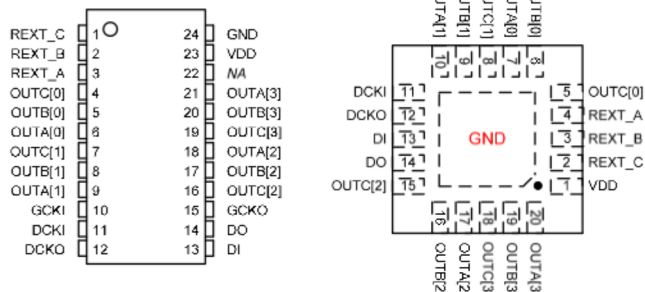 REXT_C 1 24 GND
REXT_B 2 23 VDD
REXT_A 3 22 NA
OUTC[0] 4 21 OUTA[3]
OUTB[0] 5 20 OUTB[3]
OUTA[0] 6 19 OUTC[3]
OUTC[1] 7 18 OUTA[2]
OUTB[1] 8 17 OUTB[2]
OUTA[1] 9 16 OUTC[2]
GCKI 10 15 GCKO
DCKI 11 14 DO
DCKO 12 13 DI
UTA[1] UTB[1] UTC[1] UTA[0] UTB[0]
10 9 8 7 6
DCKI 11 5 OUTC[0]
DCKO 12 4 REXT_A
DI 13 GND 3 REXT_B
DO 14 2 REXT_C
OUTC[2] 15 1 VDD
16 17 18 19 20
OUTB[2 OUTA[2 OUTC[3 OUTB[3 OUTA[3